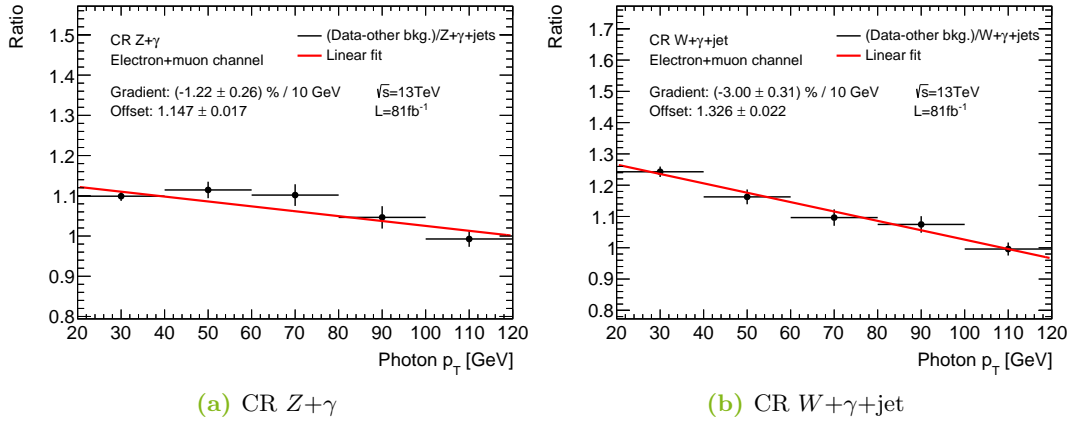 Ratio
1.5
1.4
1.3
1.2
1.1
1
0.9
0.8
20 30 40 50 60 70 80 90 100 110 120
Photon p_T [GeV]
CR Z+γ
Electron+muon channel
Gradient: (-1.22 ± 0.26) % / 10 GeV
Offset: 1.147 ± 0.017
(Data-other bkg.)/Z+γ+jets
Linear fit
√s=13TeV
L=81fb⁻¹
(a) CR Z+γ
Ratio
1.7
1.6
1.5
1.4
1.3
1.2
1.1
1
0.9
0.8
20 30 40 50 60 70 80 90 100 110 120
Photon p_T [GeV]
CR W+γ+jet
Electron+muon channel
Gradient: (-3.00 ± 0.31) % / 10 GeV
Offset: 1.326 ± 0.022
(Data-other bkg.)/W+γ+jets
Linear fit
√s=13TeV
L=81fb⁻¹
(b) CR W+γ+jet